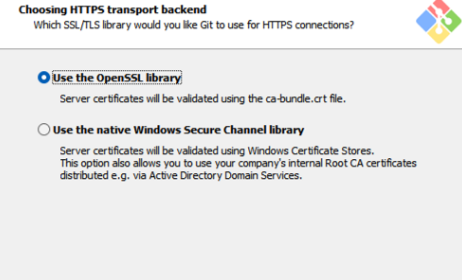 Choosing HTTPS transport backend
Which SSL/TLS library would you like Git to use for HTTPS connections?
Use the OpenSSL library
Server certificates will be validated using the ca-bundle.crt file.
Use the native Windows Secure Channel library
Server certificates will be validated using Windows Certificate Stores.
This option also allows you to use your company's internal Root CA certificates
distributed e.g. via Active Directory Domain Services.